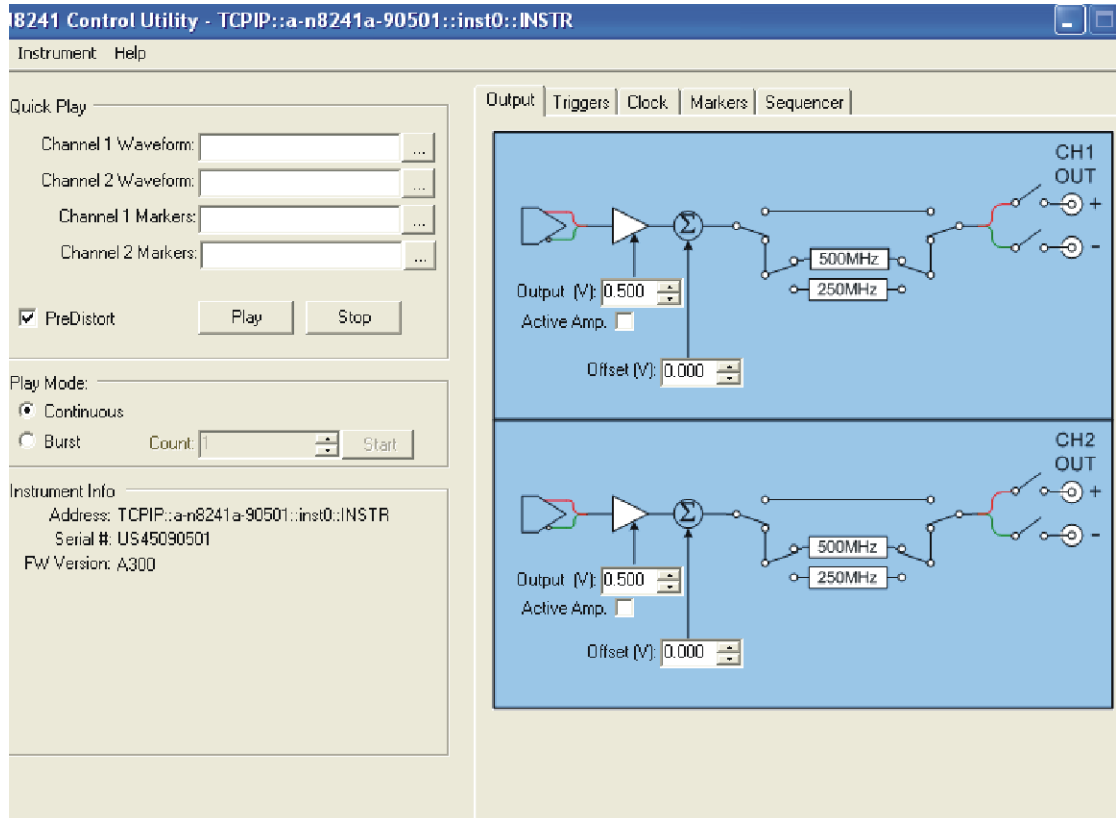 N8241 Control Utility - TCPIP::a-n8241a-90501::inst0::INSTR
Instrument Help
Quick Play
Channel 1 Waveform: ...
Channel 2 Waveform: ...
Channel 1 Markers: ...
Channel 2 Markers: ...
PreDistort Play Stop
Play Mode:
Continuous
Burst Count: 1 Start
Instrument Info
Address: TCPIP::a-n8241a-90501::inst0::INSTR
Serial #: US45090501
FW Version: A300
Output Triggers Clock Markers Sequencer
CH1
OUT
+
Σ
500MHz
-
250MHz
Output (V): 0.500
Active Amp.
Offset (V): 0.000
CH2
OUT
+
Σ
500MHz
-
250MHz
Output (V): 0.500
Active Amp.
Offset (V): 0.000